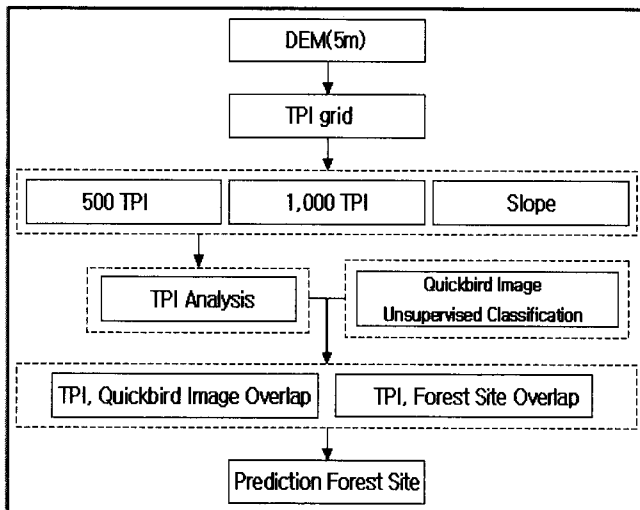 DEM(5m)
TPI grid
500 TPI
1,000 TPI
Slope
TPI Analysis
Quickbird Image
Unsupervised Classification
TPI, Quickbird Image Overlap
TPI, Forest Site Overlap
Prediction Forest Site